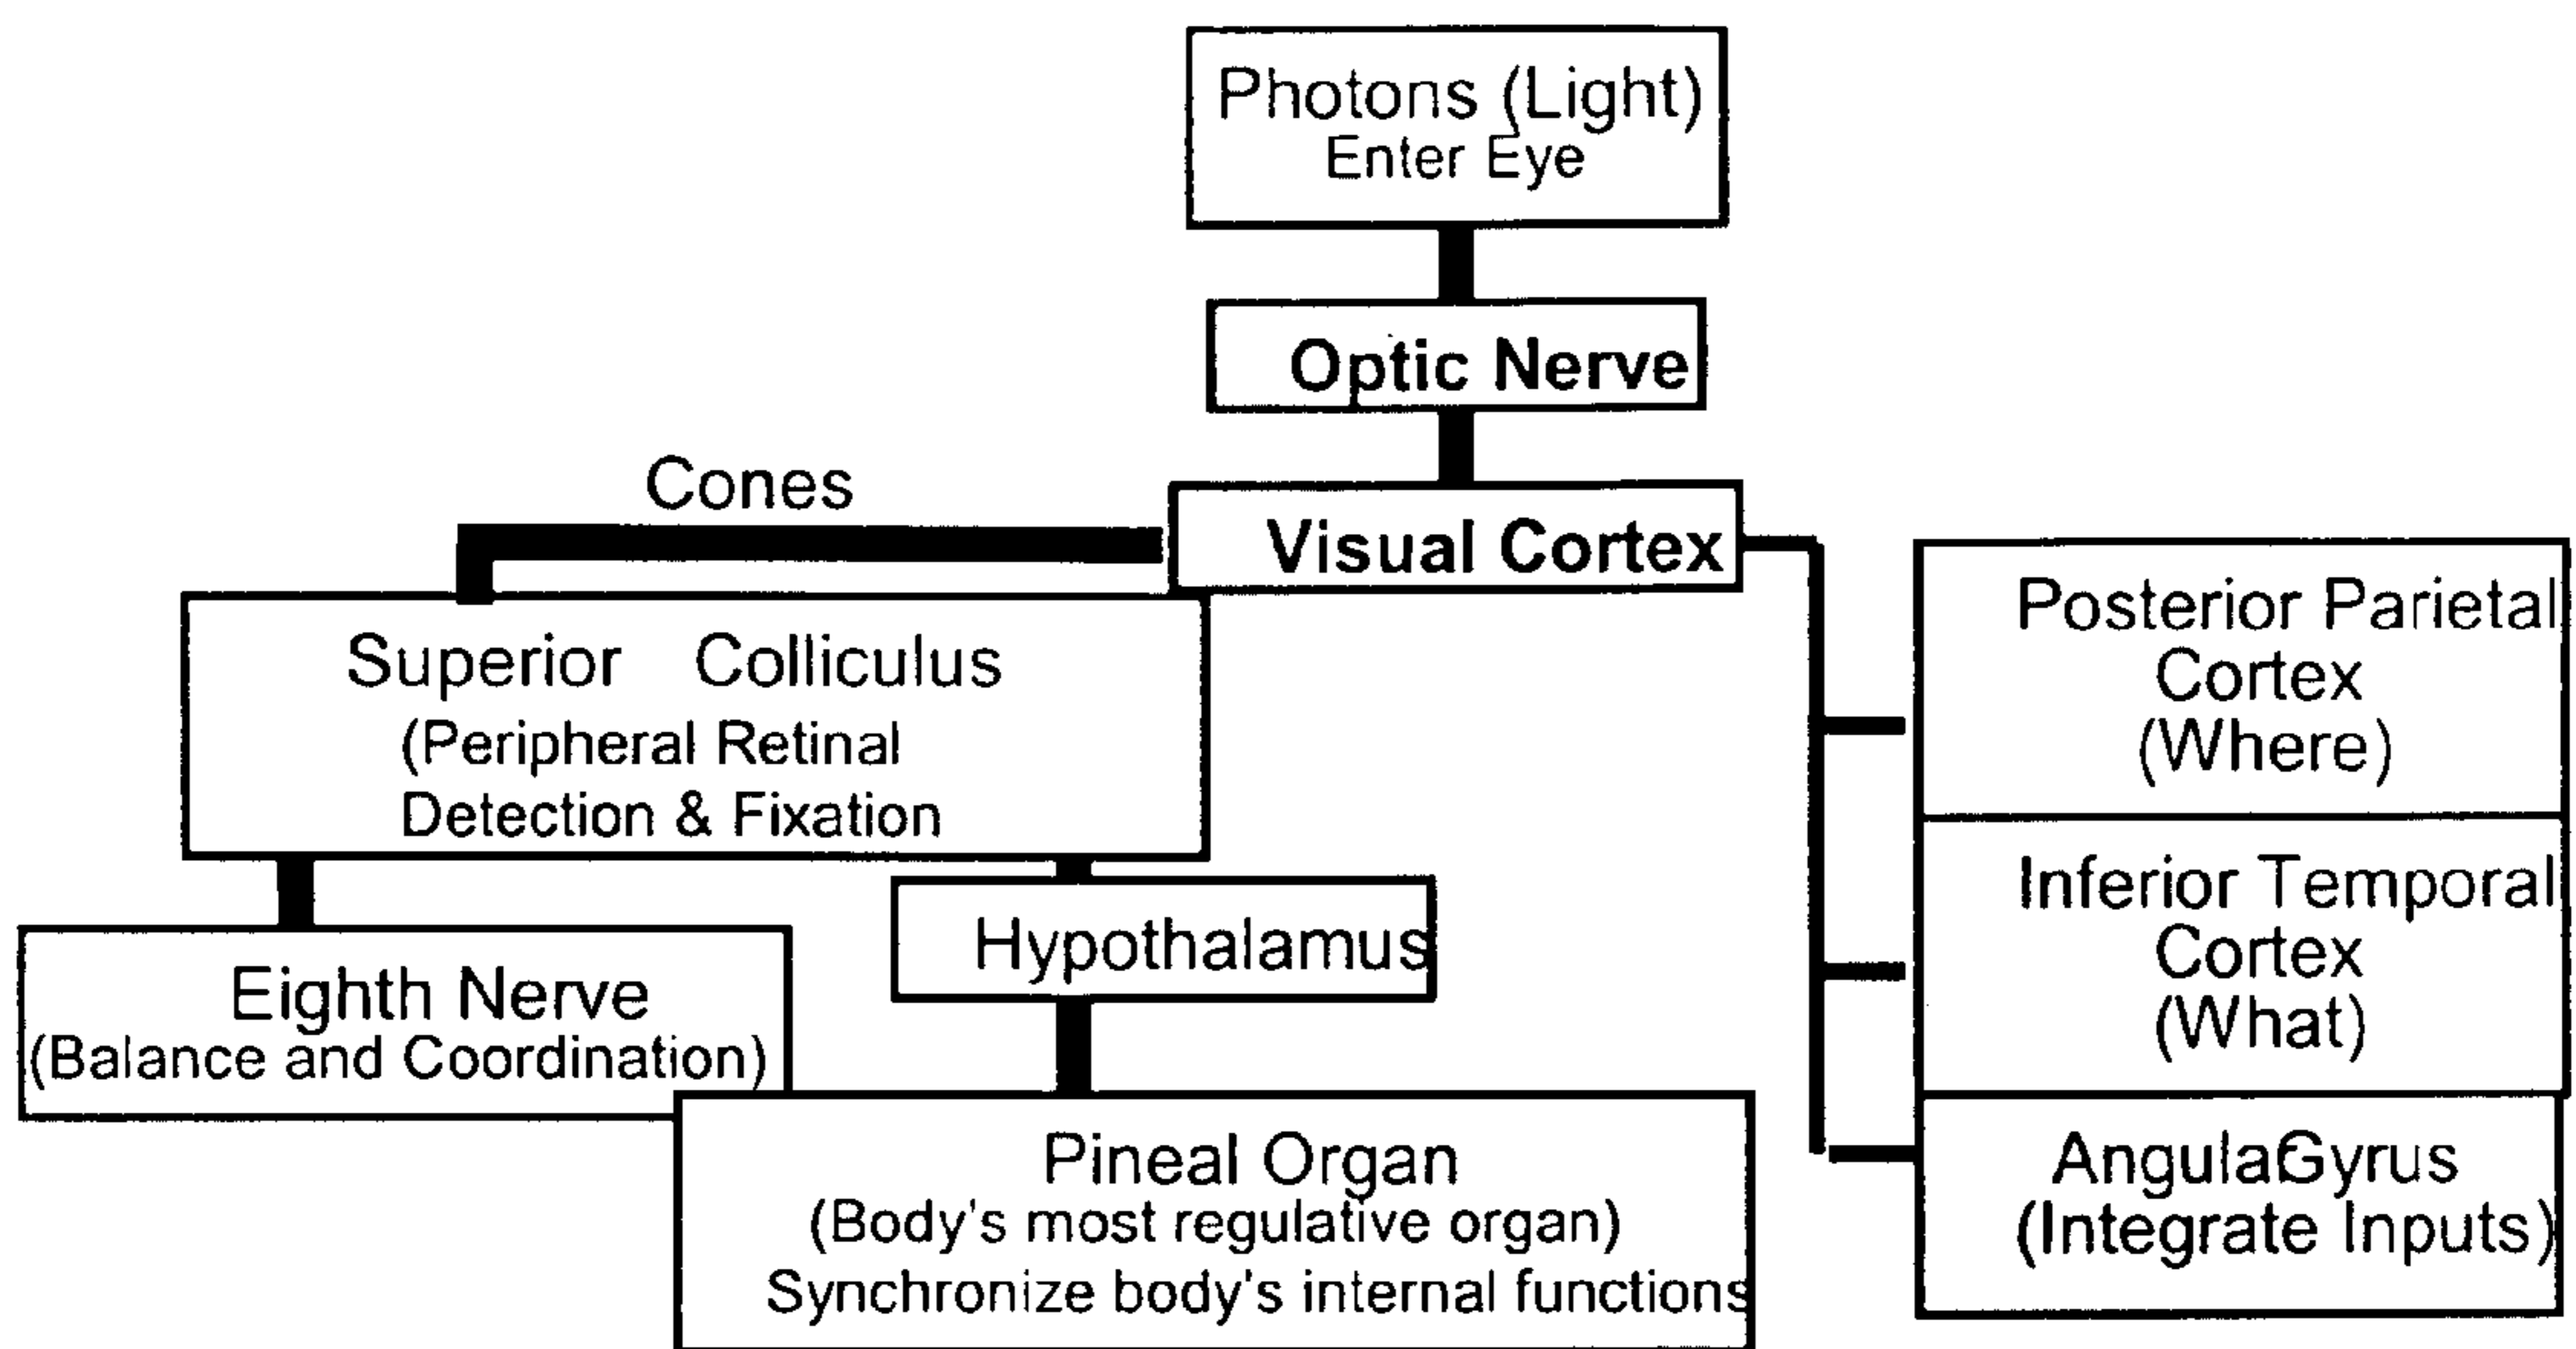 Photons (Light)
Enter Eye
Optic Nerve
Cones
Visual Cortex
Superior Colliculus
(Peripheral Retinal
Detection & Fixation
Eighth Nerve
(Balance and Coordination)
Hypothalamus
Pineal Organ
(Body's most regulative organ)
Synchronize body's internal functions
Posterior Parietal
Cortex
(Where)
Inferior Temporal
Cortex
(What)
AngulaGyrus
(Integrate Inputs)